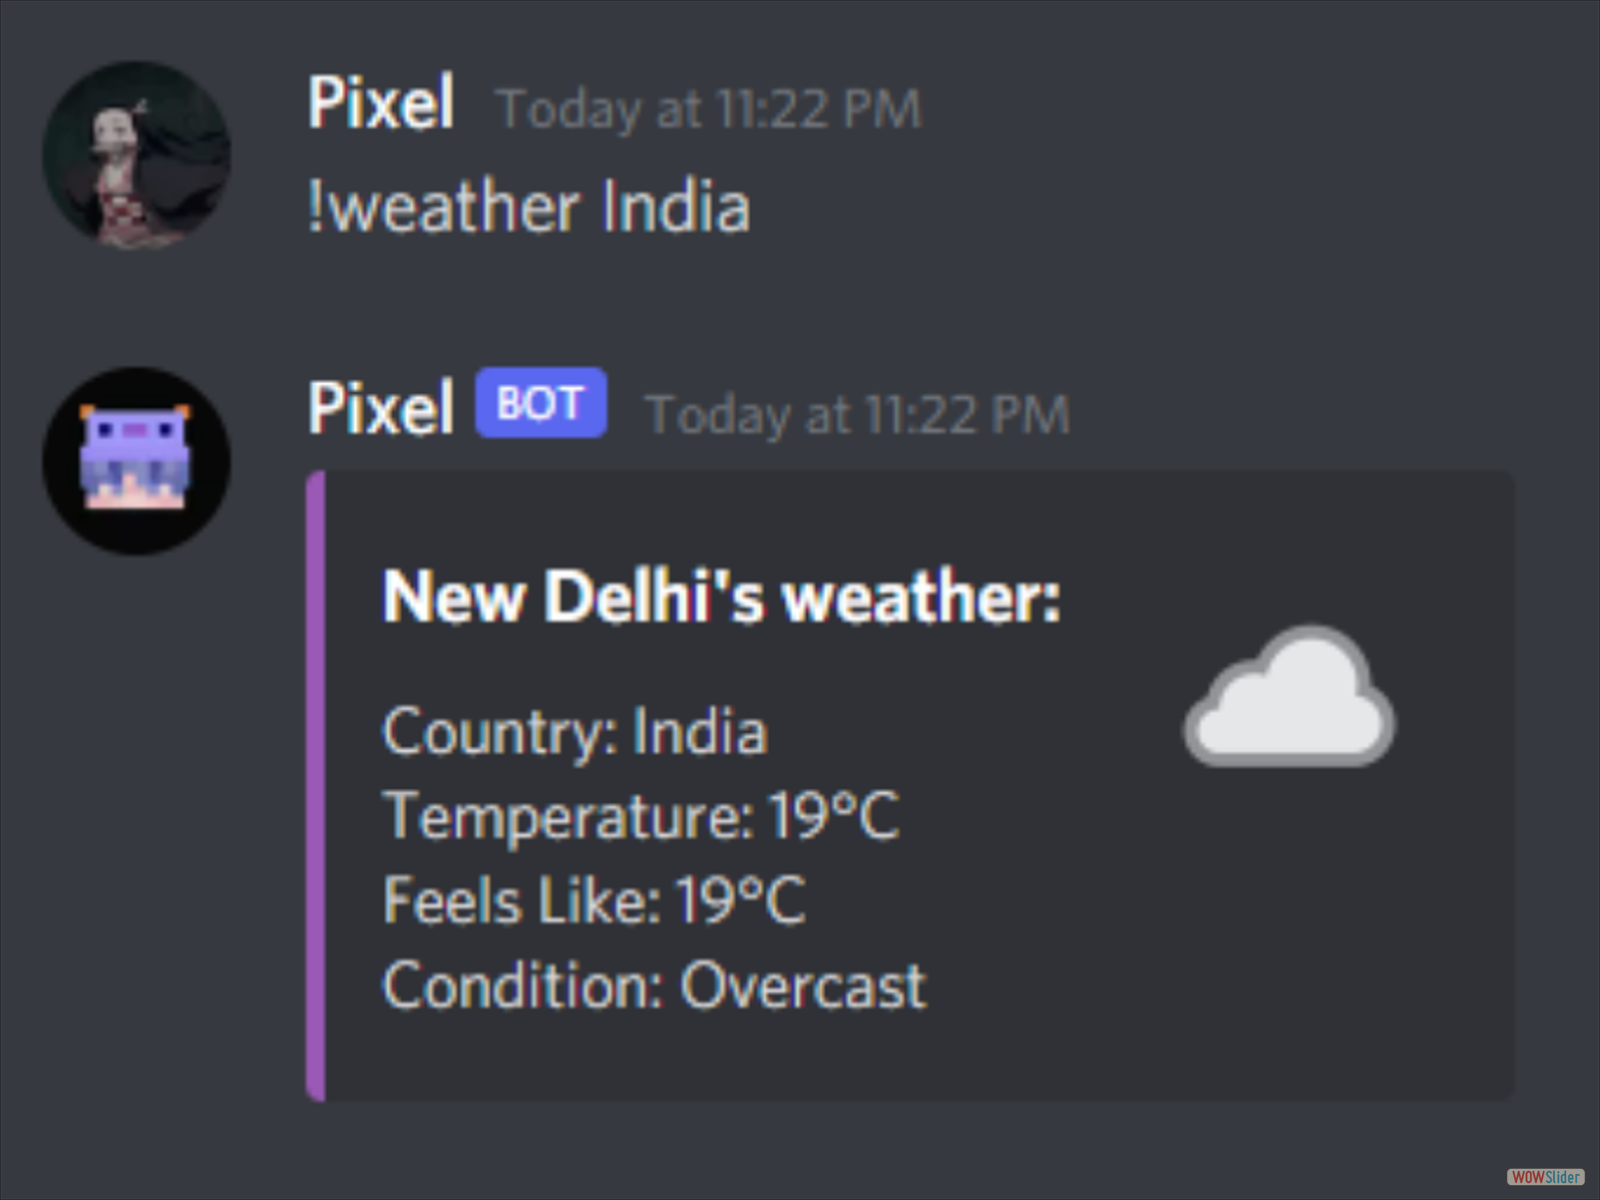 Pixel Today at 11:22 PM
!weather India
Pixel BOT Today at 11:22 PM
New Delhi's weather:
Country: India
Temperature: 19°C
Feels Like: 19°C
Condition: Overcast
WOWSlider